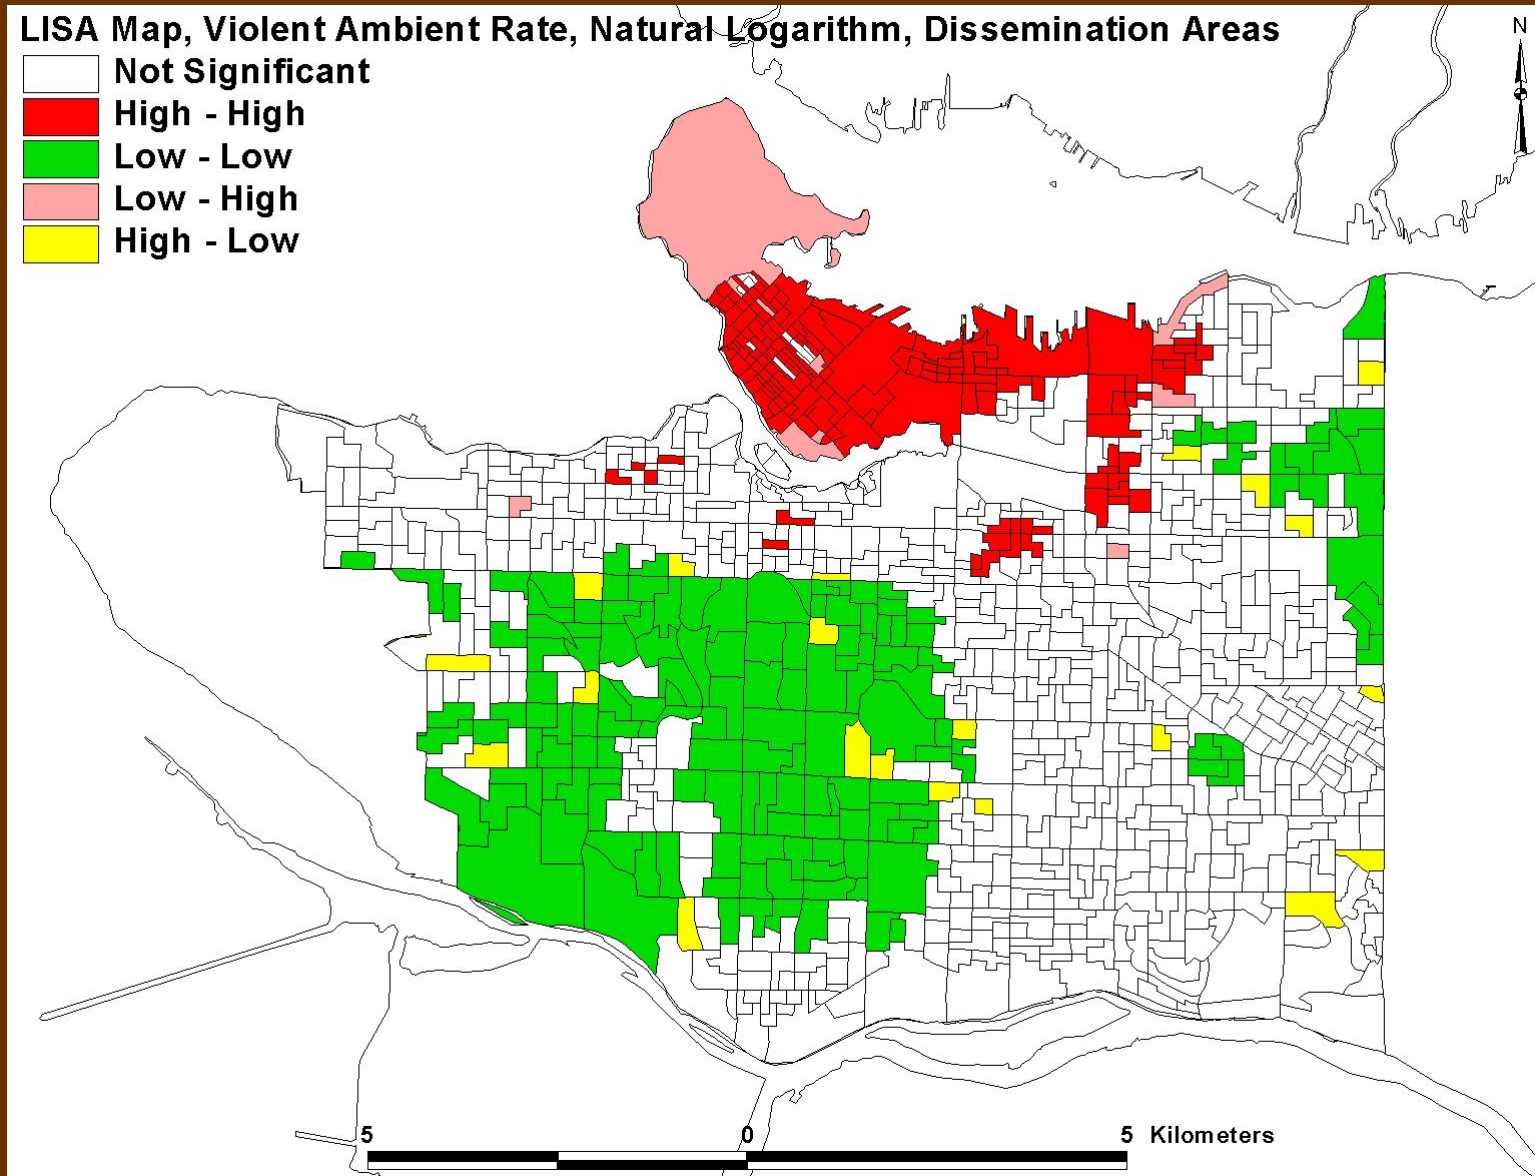 LISA Map, Violent Ambient Rate, Natural Logarithm, Dissemination Areas
N
Not Significant
High - High
Low - Low
Low - High
High - Low
5 0 5 Kilometers